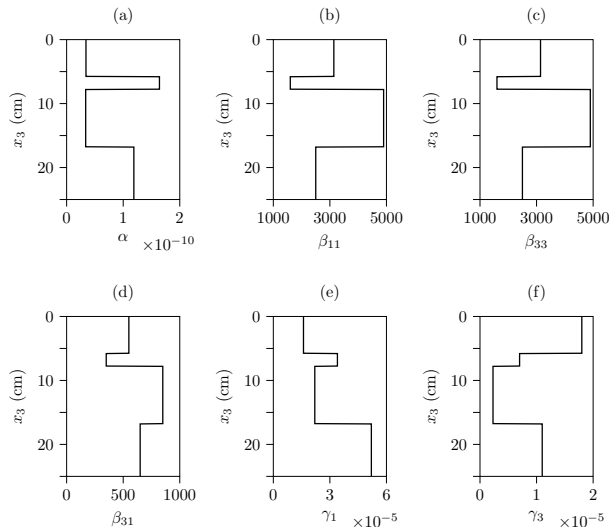 (a) (b) (c)
0 0 0
10 10 10
20 20 20
x₃ (cm) x₃ (cm) x₃ (cm)
0 1 2 1000 3000 5000 1000 3000 5000
α ×10⁻¹⁰ β₁₁ β₃₃
(d) (e) (f)
0 0 0
10 10 10
20 20 20
x₃ (cm) x₃ (cm) x₃ (cm)
0 500 1000 0 3 6 0 1 2
β₃₁ γ₁ ×10⁻⁵ γ₃ ×10⁻⁵